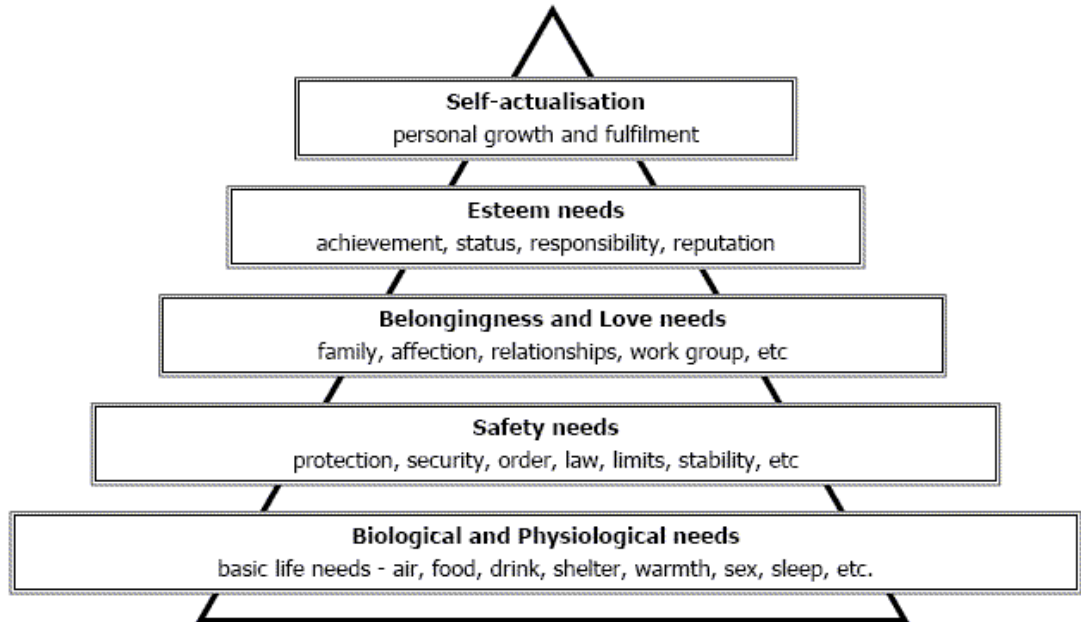 Self-actualisation
personal growth and fulfilment
Esteem needs
achievement, status, responsibility, reputation
Belongingness and Love needs
family, affection, relationships, work group, etc
Safety needs
protection, security, order, law, limits, stability, etc
Biological and Physiological needs
basic life needs - air, food, drink, shelter, warmth, sex, sleep, etc.